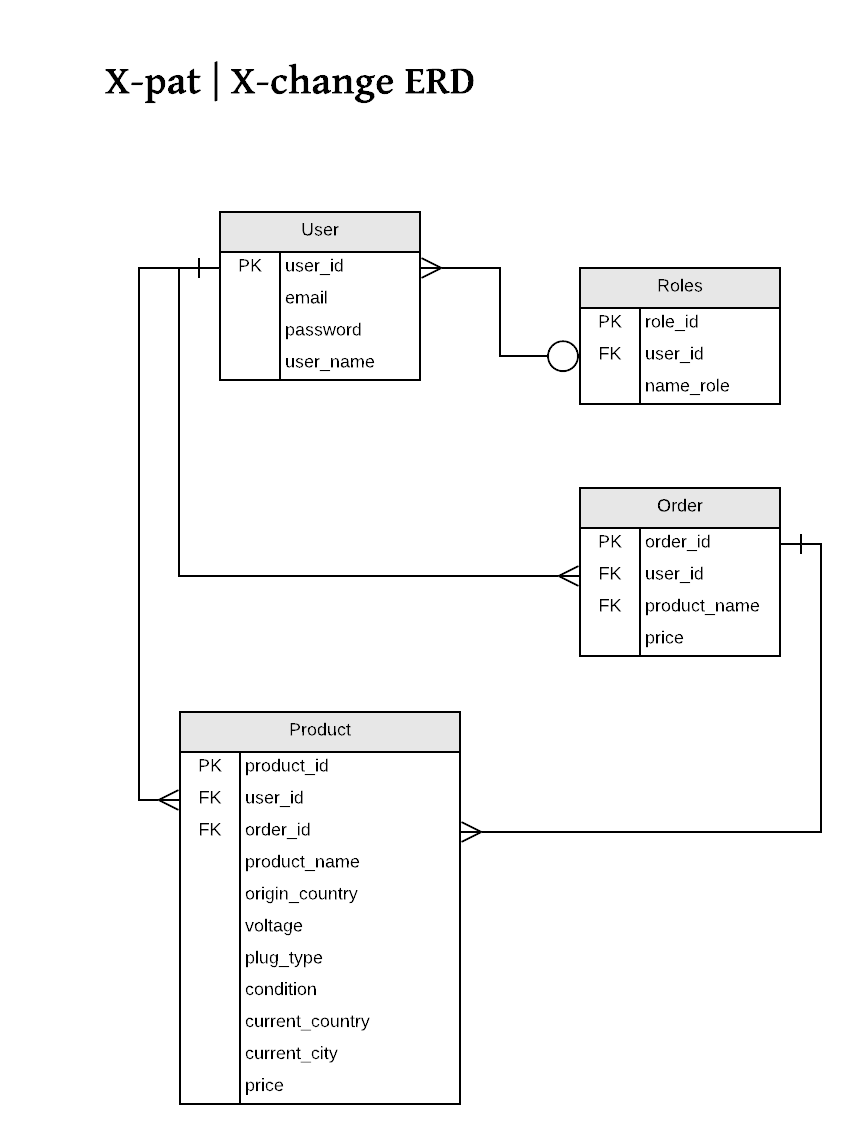 X-pat | X-change ERD
User
PK user_id
email
password
user_name
Roles
PK role_id
FK user_id
name_role
Order
PK order_id
FK user_id
FK product_name
price
Product
PK product_id
FK user_id
FK order_id
product_name
origin_country
voltage
plug_type
condition
current_country
current_city
price